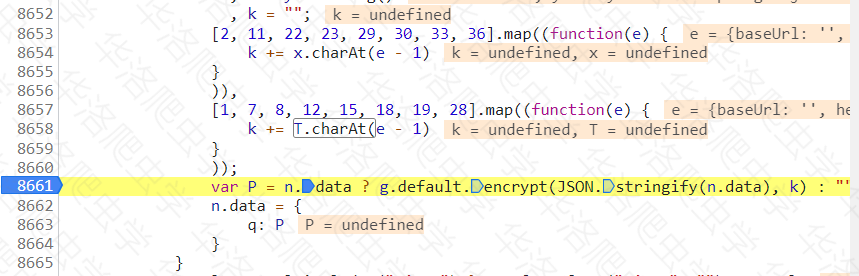 8652 , k = ""; k = undefined
8653 [2, 11, 22, 23, 29, 30, 33, 36].map((function(e) { e = {baseUrl: '',
8654 k += x.charAt(e - 1) k = undefined, x = undefined
8655 }
8656 )),
8657 [1, 7, 8, 12, 15, 18, 19, 28].map((function(e) { e = {baseUrl: '', he
8658 k += T.charAt(e - 1) k = undefined, T = undefined
8659 }
8660 ));
8661 var P = n.data ? g.default.encrypt(JSON.stringify(n.data), k) : ""
8662 n.data = {
8663 q: P P = undefined
8664 }
8665 }